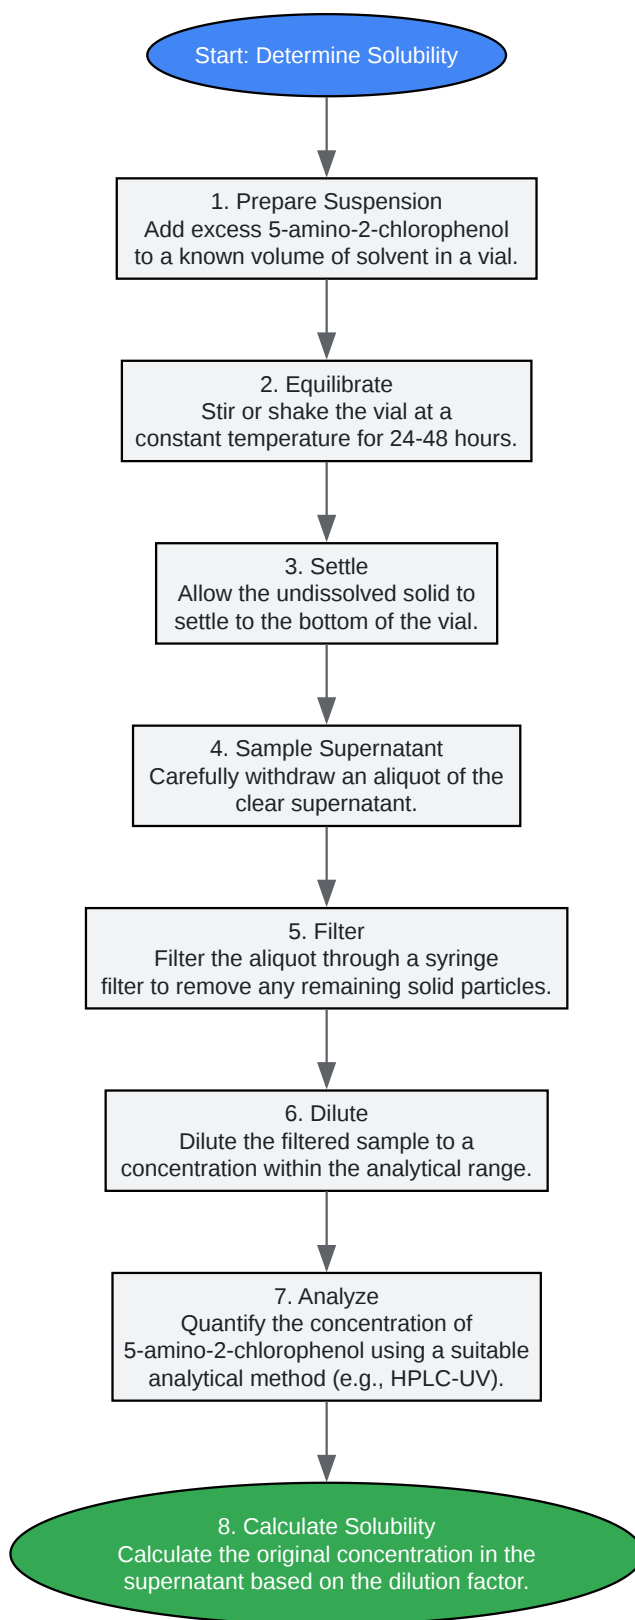 Start: Determine Solubility
1. Prepare Suspension
Add excess 5-amino-2-chlorophenol
to a known volume of solvent in a vial.
2. Equilibrate
Stir or shake the vial at a
constant temperature for 24-48 hours.
3. Settle
Allow the undissolved solid to
settle to the bottom of the vial.
4. Sample Supernatant
Carefully withdraw an aliquot of the
clear supernatant.
5. Filter
Filter the aliquot through a syringe
filter to remove any remaining solid particles.
6. Dilute
Dilute the filtered sample to a
concentration within the analytical range.
7. Analyze
Quantify the concentration of
5-amino-2-chlorophenol using a suitable
analytical method (e.g., HPLC-UV).
8. Calculate Solubility
Calculate the original concentration in the
supernatant based on the dilution factor.